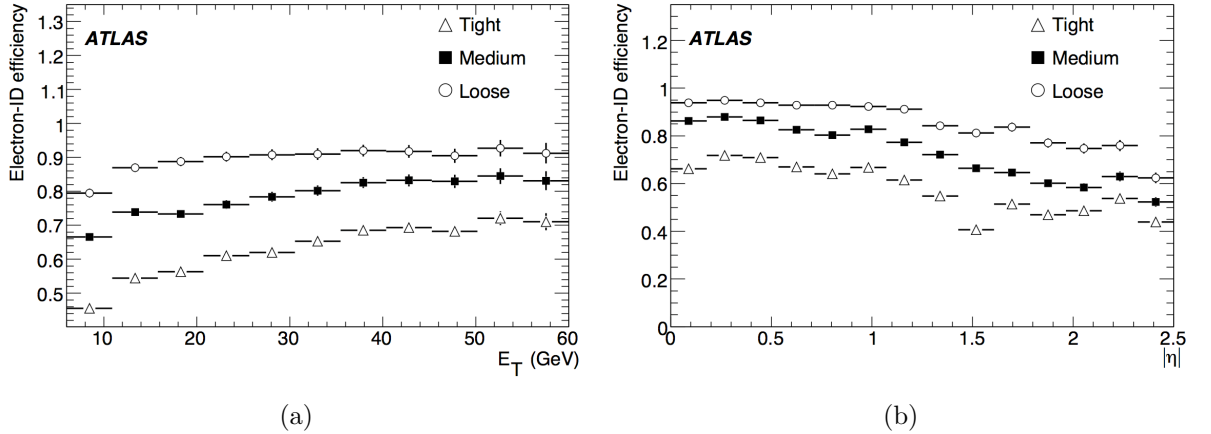 Electron-ID efficiency
1.3
1.2
1.1
1
0.9
0.8
0.7
0.6
0.5
ATLAS
Tight
Medium
Loose
10 20 30 40 50 60
E_T (GeV)
(a)
Electron-ID efficiency
1.2
1
0.8
0.6
0.4
0.2
0
ATLAS
Tight
Medium
Loose
0 0.5 1 1.5 2 2.5
|η|
(b)